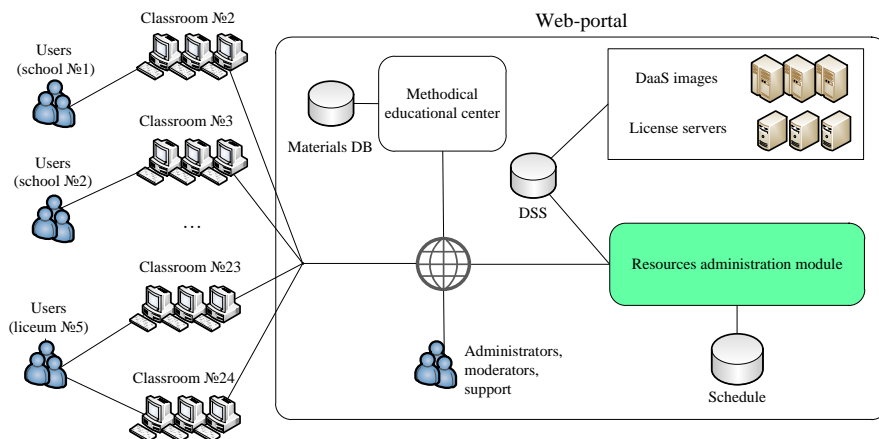 Classroom №2
Users
(school №1)
Classroom №3
Users
(school №2)
…
Classroom №23
Users
(liceum №5)
Classroom №24
Web-portal
Methodical
educational center
Materials DB
DaaS images
License servers
DSS
Resources administration module
Administrators,
moderators,
support
Schedule